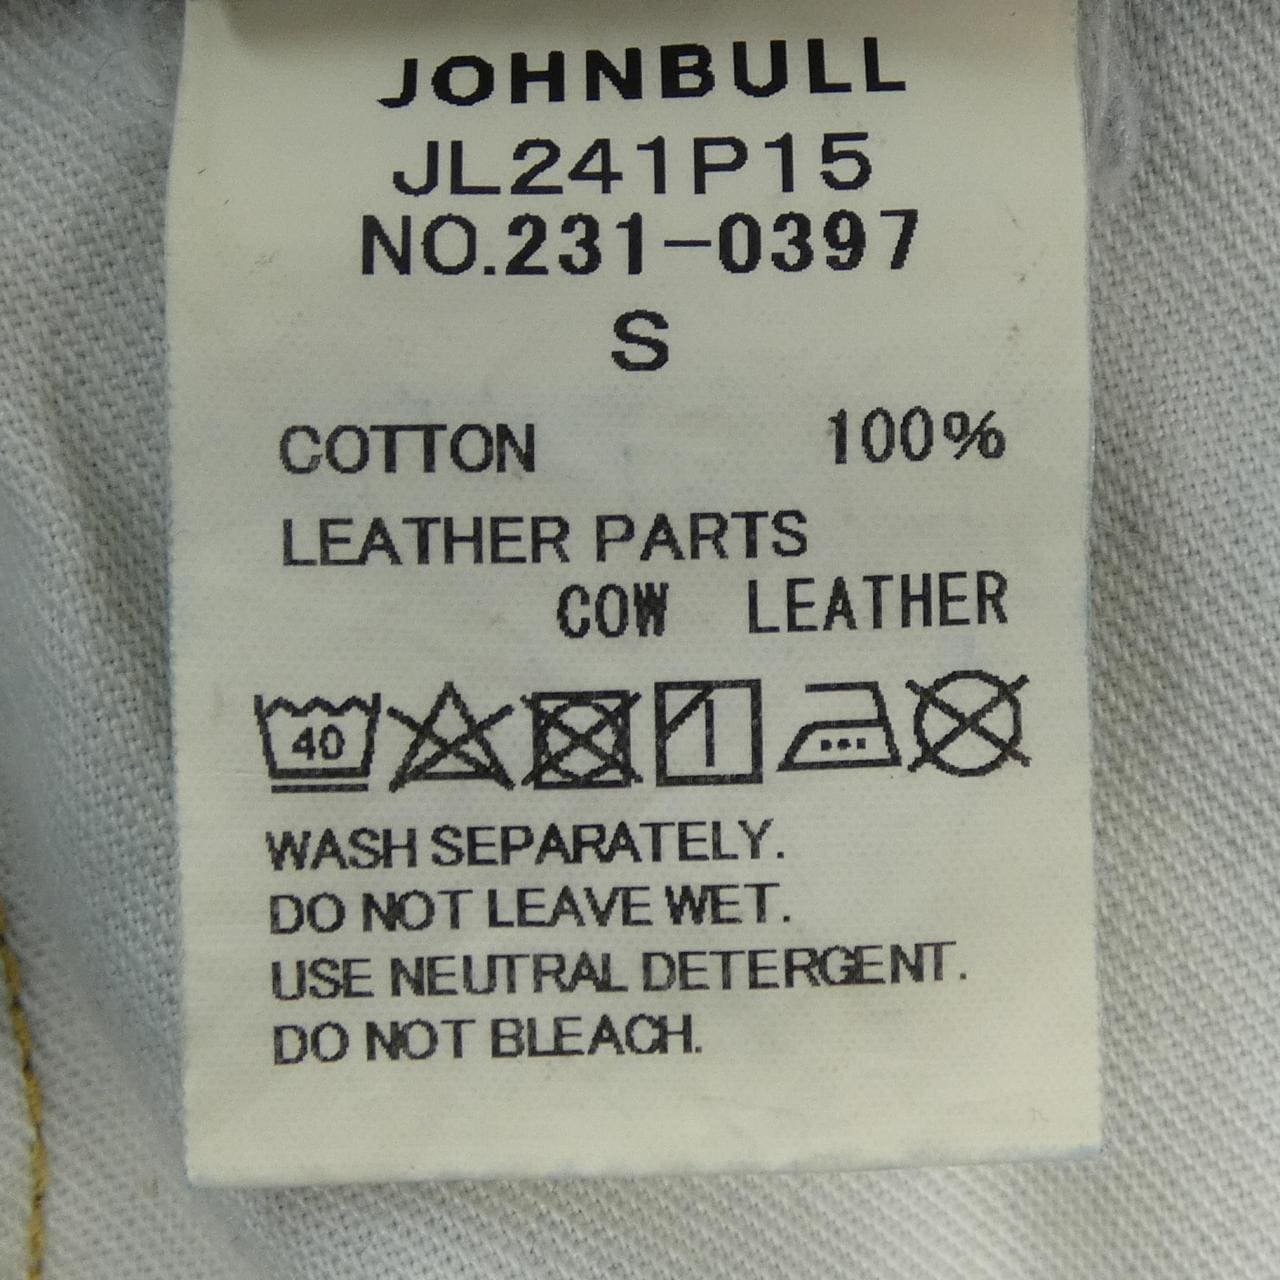 JOHNBULL
JL241P15
NO.231-0397
S
COTTON 100%
LEATHER PARTS
COW LEATHER
40
WASH SEPARATELY.
DO NOT LEAVE WET.
USE NEUTRAL DETERGENT.
DO NOT BLEACH.